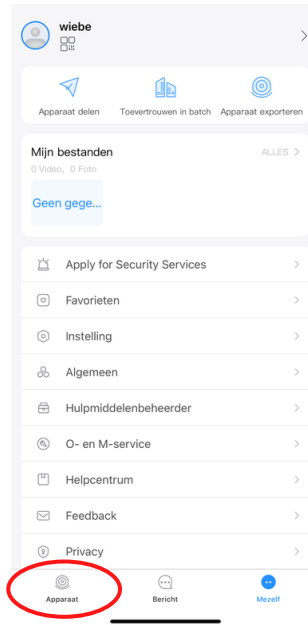 wiebe
Apparaat delen
Toevertrouwen in batch
Apparaat exporteren
Mijn bestanden
ALLES
0 Video, 0 Foto
Geen gege...
Apply for Security Services
Favorieten
Instelling
Algemeen
Hulpmiddelenbeheerder
O- en M-service
Helpcentrum
Feedback
Privacy
Apparaat
Bericht
Mezelf